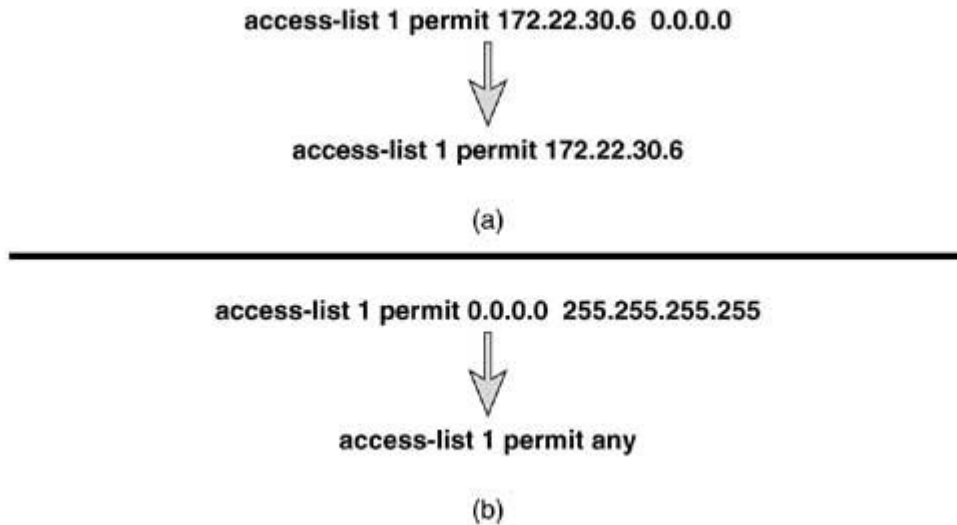 access-list 1 permit 172.22.30.6 0.0.0.0
access-list 1 permit 172.22.30.6
(a)
access-list 1 permit 0.0.0.0 255.255.255.255
access-list 1 permit any
(b)